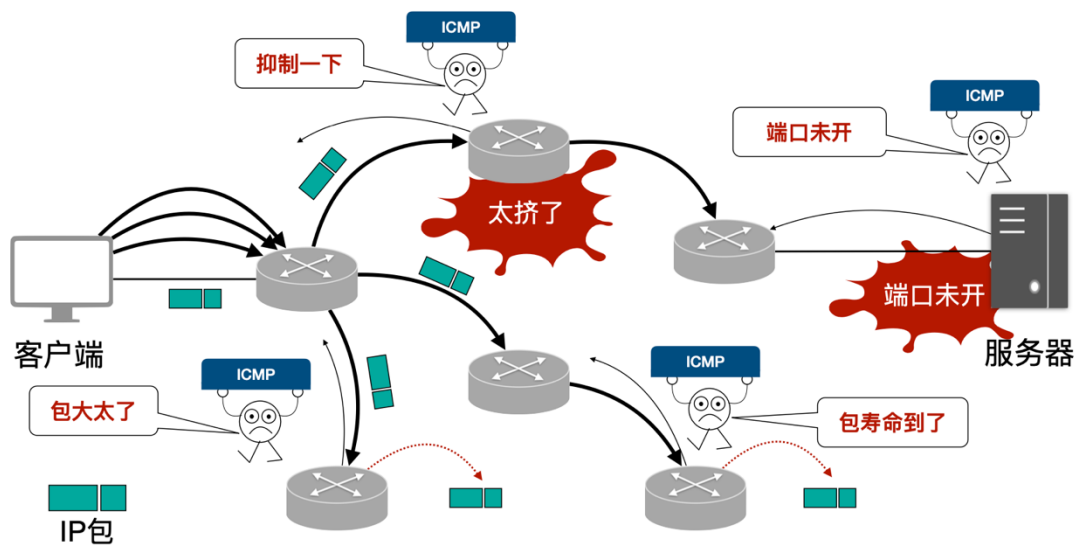 ICMP
抑制一下
ICMP
端口未开
太挤了
端口未开
客户端
服务器
ICMP
包大太了
ICMP
包寿命到了
IP包